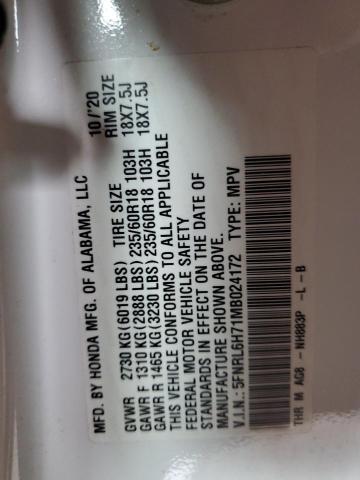 MFD. BY HONDA MFG. OF ALABAMA, LLC 10/'20
GVWR 2730 KG(6019 LBS) TIRE SIZE RIM SIZE
GAWR F 1310 KG(2888 LBS) 235/60R18 103H 18X7.5J
GAWR R 1465 KG(3230 LBS) 235/60R18 103H 18X7.5J
THIS VEHICLE CONFORMS TO ALL APPLICABLE
FEDERAL MOTOR VEHICLE SAFETY
STANDARDS IN EFFECT ON THE DATE OF
MANUFACTURE SHOWN ABOVE.
V.I.N.: 5FNRL6H71MB024172 TYPE: MPV
THR M AG8 -NH883P -L -B